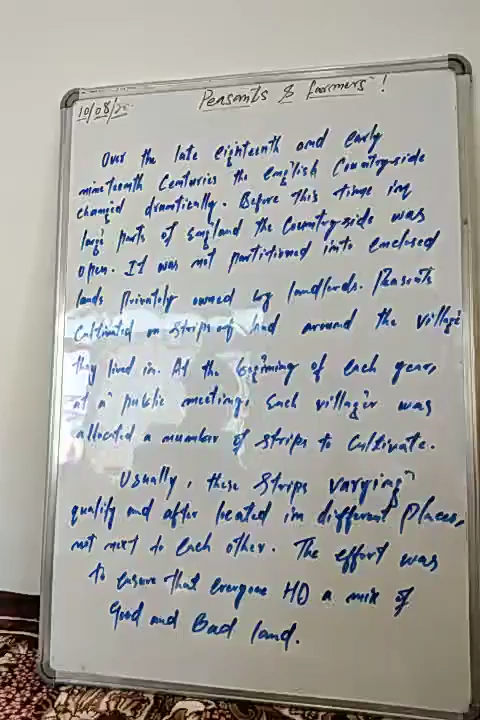 10/08/20
Peasants & farmers !
Over the late eighteenth and early
nineteenth Centuries the english Countryside
changed dramatically. Before this time in
large parts of England the Countryside was
open. It was not partitioned into enclosed
lands Privately owned by landlords. Peasants
Cultivated on strips of land around the village
they lived in. At the beginning of each year,
at a public meeting, Each villager was
allocated a number of strips to Cultivate.
Usually, these strips varying
quality and after located in different Places,
not next to Each other. The effort was
to ensure that everyone HD a mix of
Good and Bad land.